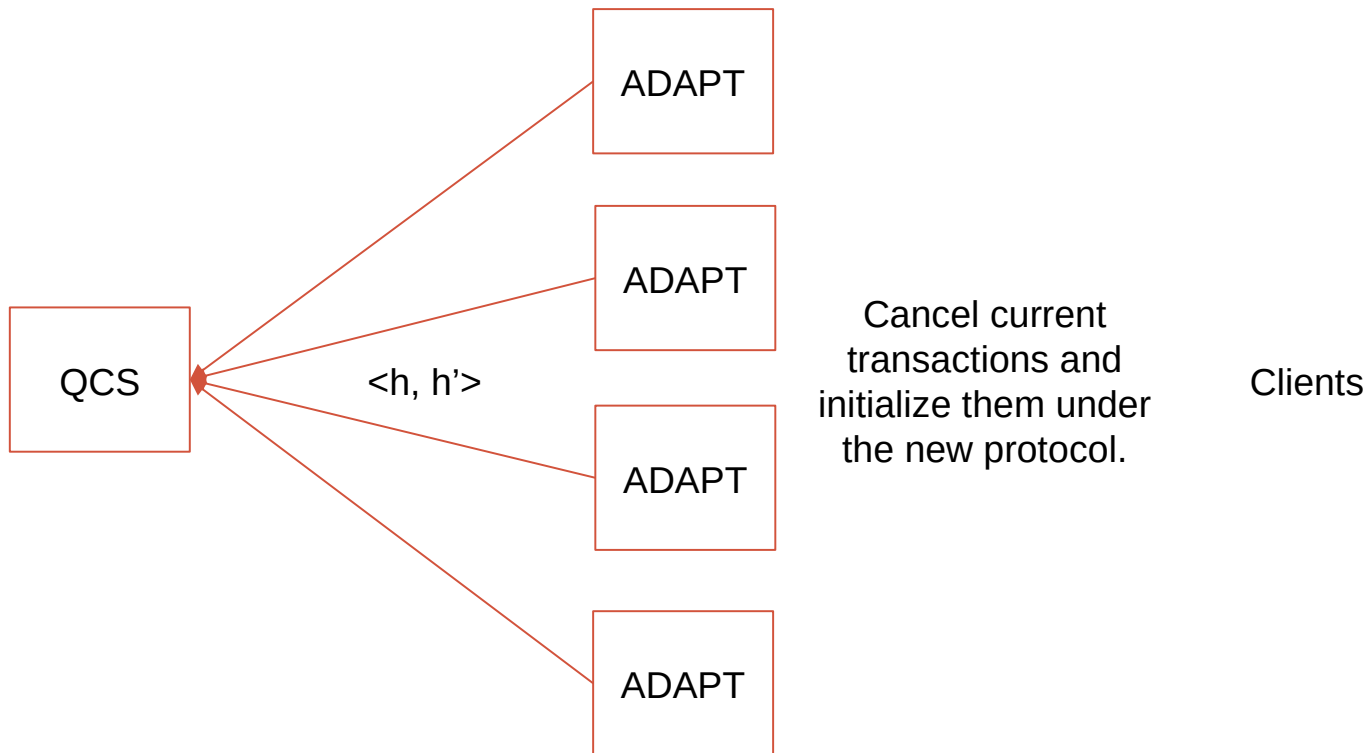 ADAPT
ADAPT
QCS
<h, h’>
Cancel current
transactions and
initialize them under
the new protocol.
Clients
ADAPT
ADAPT